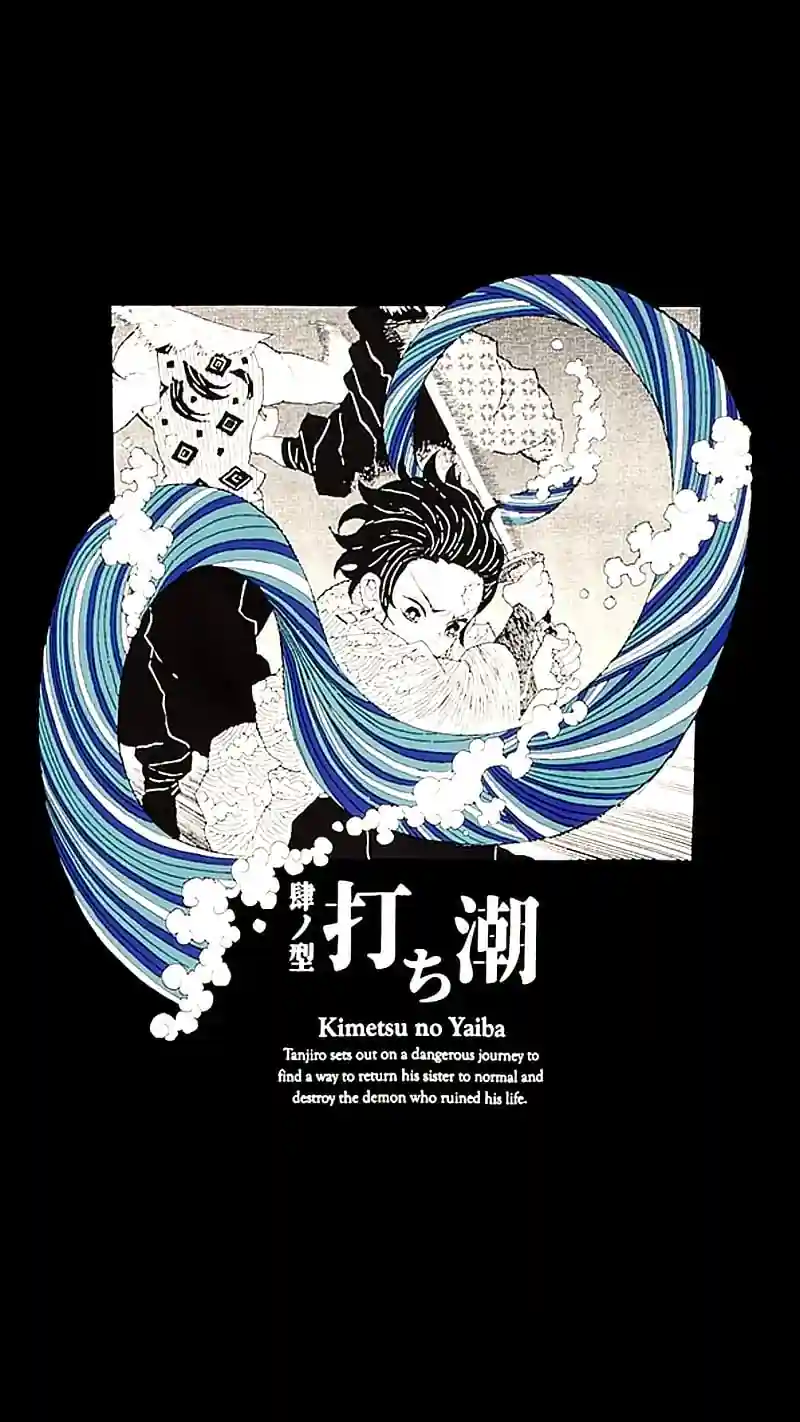 肆ノ型
打ち潮
Kimetsu no Yaiba
Tanjiro sets out on a dangerous journey to
find a way to return his sister to normal and
destroy the demon who ruined his life.